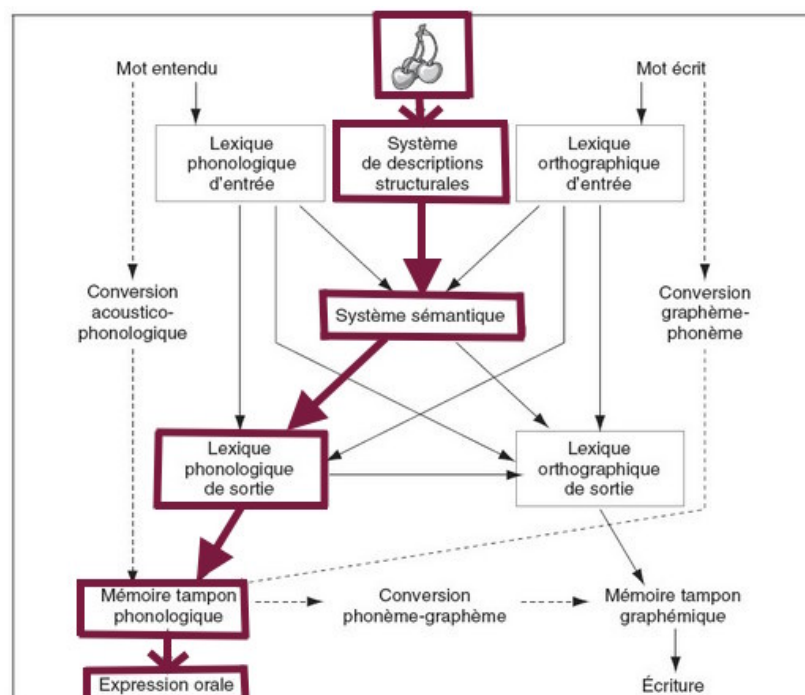 Mot entendu
Mot écrit
Lexique
phonologique
d'entrée
Système
de descriptions
structurales
Lexique
orthographique
d'entrée
Conversion
acoustico-
phonologique
Système sémantique
Conversion
graphème-
phonème
Lexique
phonologique
de sortie
Lexique
orthographique
de sortie
Mémoire tampon
phonologique
Conversion
phonème-graphème
Mémoire tampon
graphémique
Expression orale
Écriture